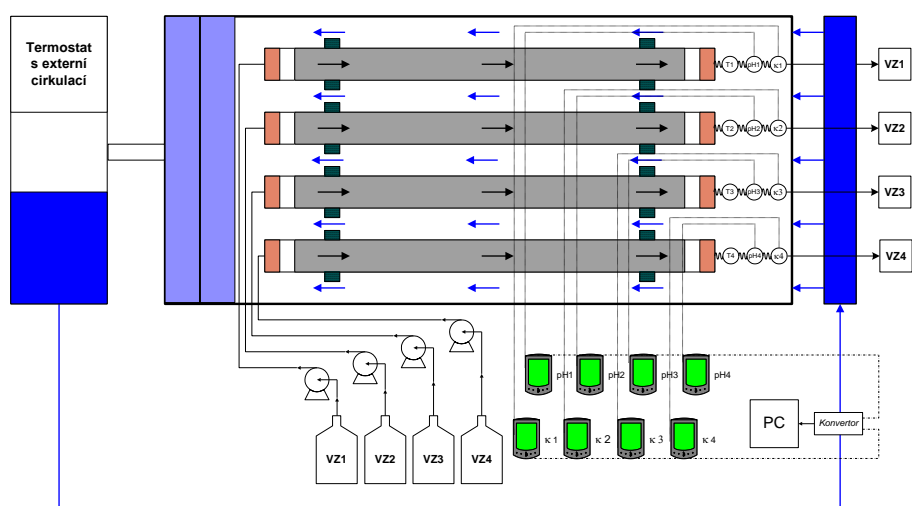 Termostat
s externí
cirkulací
T1 pH1 κ1
VZ1
T2 pH2 κ2
VZ2
T3 pH3 κ3
VZ3
T4 pH4 κ4
VZ4
pH1 pH2 pH3 pH4
κ 1 κ 2 κ 3 κ 4
PC
Konvertor
VZ1 VZ2 VZ3 VZ4